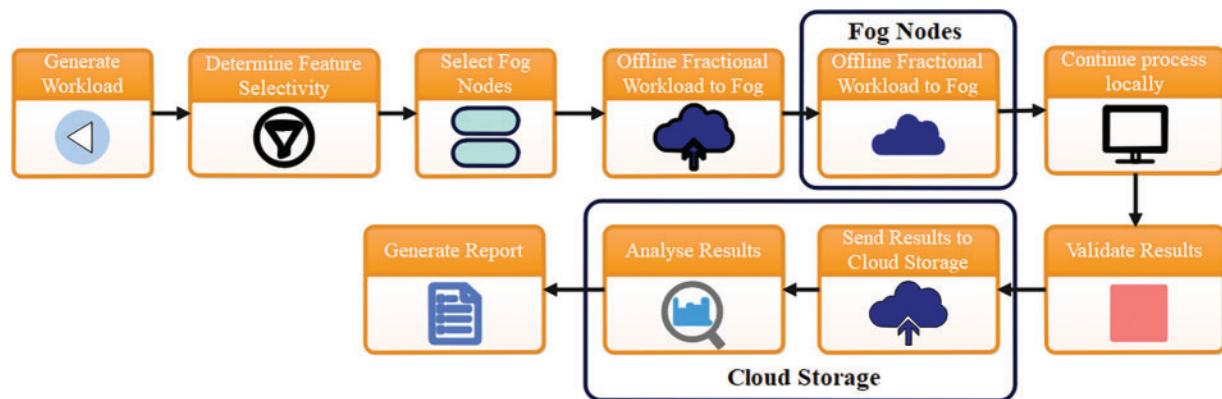 Fog Nodes
Generate
Workload
Determine Feature
Selectivity
Select Fog
Nodes
Offline Fractional
Workload to Fog
Offline Fractional
Workload to Fog
Continue process
locally
Generate Report
Analyse Results
Send Results to
Cloud Storage
Validate Results
Cloud Storage